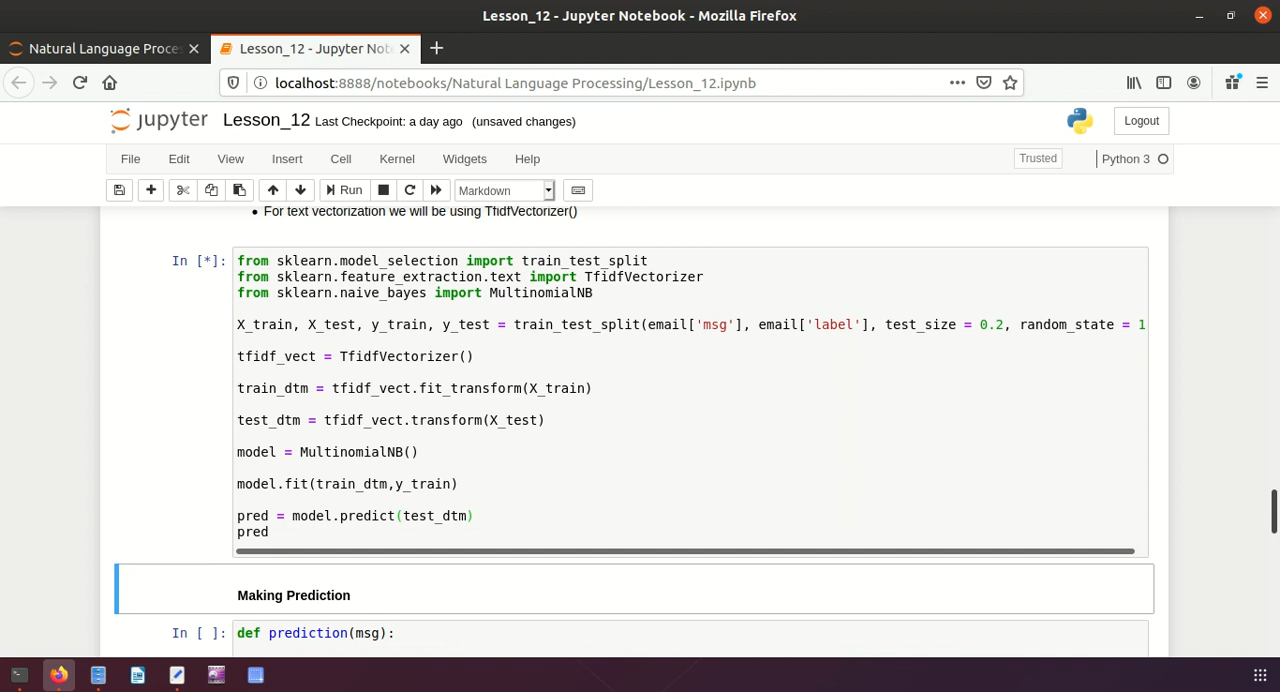 Lesson_12 - Jupyter Notebook - Mozilla Firefox
Natural Language Proces
Lesson_12 - Jupyter Not
localhost:8888/notebooks/Natural Language Processing/Lesson_12.ipynb
jupyter Lesson_12 Last Checkpoint: a day ago (unsaved changes) Logout
File Edit View Insert Cell Kernel Widgets Help Trusted Python 3
Run Markdown
For text vectorization we will be using TfidfVectorizer()
In [*]: from sklearn.model_selection import train_test_split
from sklearn.feature_extraction.text import TfidfVectorizer
from sklearn.naive_bayes import MultinomialNB
X_train, X_test, y_train, y_test = train_test_split(email['msg'], email['label'], test_size = 0.2, random_state = 1
tfidf_vect = TfidfVectorizer()
train_dtm = tfidf_vect.fit_transform(X_train)
test_dtm = tfidf_vect.transform(X_test)
model = MultinomialNB()
model.fit(train_dtm,y_train)
pred = model.predict(test_dtm)
pred
Making Prediction
In [ ]: def prediction(msg):